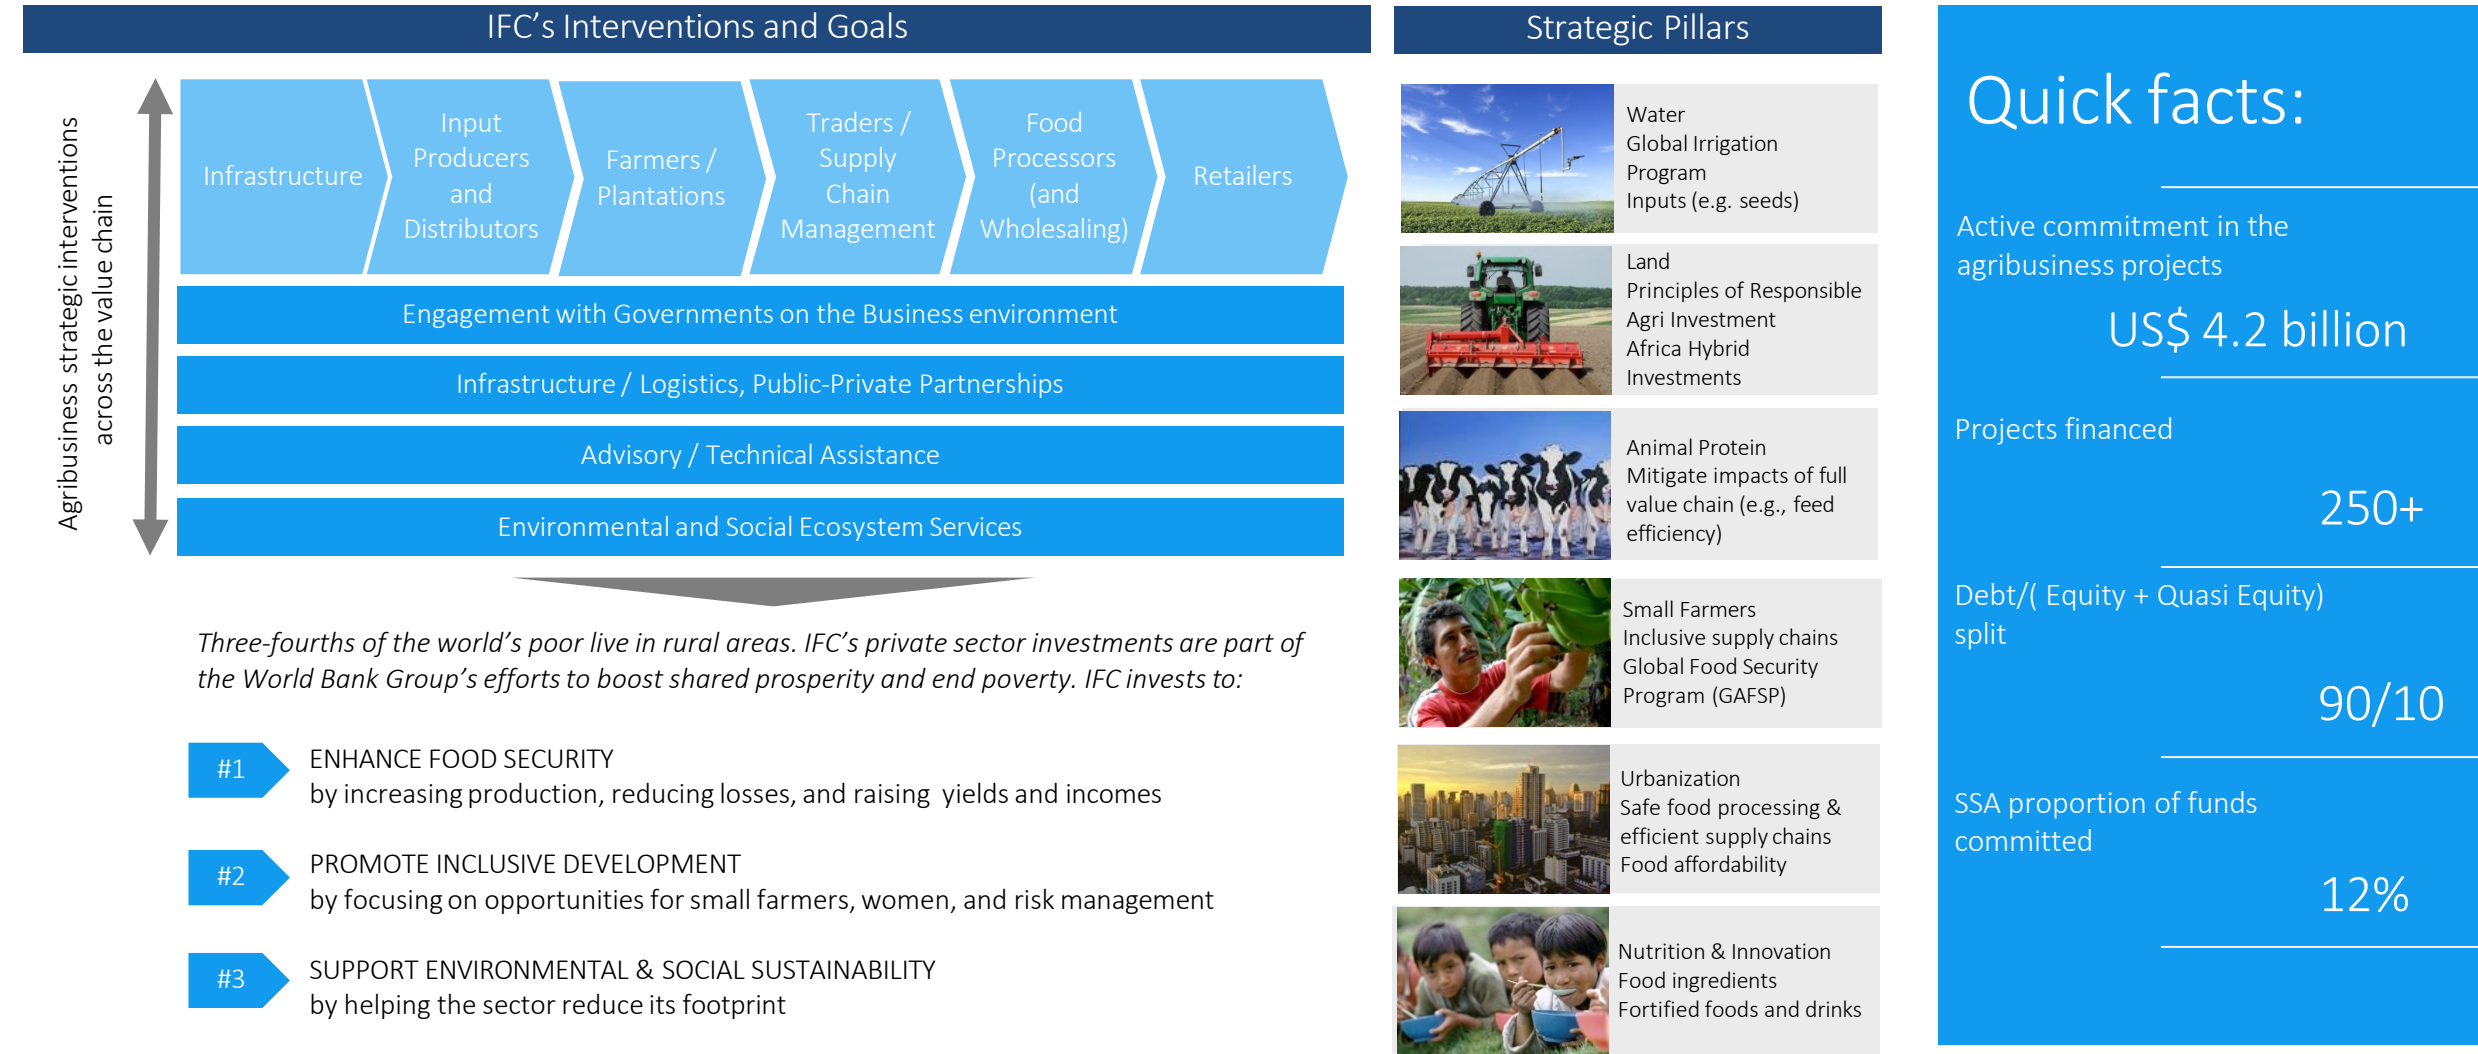 IFC's Interventions and Goals
Agribusiness strategic interventions
across the value chain
Infrastructure
Input
Producers
and
Distributors
Farmers /
Plantations
Traders /
Supply
Chain
Management
Food
Processors
(and
Wholesaling)
Retailers
Engagement with Governments on the Business environment
Infrastructure / Logistics, Public-Private Partnerships
Advisory / Technical Assistance
Environmental and Social Ecosystem Services
Three-fourths of the world's poor live in rural areas. IFC's private sector investments are part of
the World Bank Group's efforts to boost shared prosperity and end poverty. IFC invests to:
#1
ENHANCE FOOD SECURITY
by increasing production, reducing losses, and raising  yields and incomes
#2
PROMOTE INCLUSIVE DEVELOPMENT
by focusing on opportunities for small farmers, women, and risk management
#3
SUPPORT ENVIRONMENTAL & SOCIAL SUSTAINABILITY
by helping the sector reduce its footprint
Strategic Pillars
Water
Global Irrigation
Program
Inputs (e.g. seeds)
Land
Principles of Responsible
Agri Investment
Africa Hybrid
Investments
Animal Protein
Mitigate impacts of full
value chain (e.g., feed
efficiency)
Small Farmers
Inclusive supply chains
Global Food Security
Program (GAFSP)
Urbanization
Safe food processing &
efficient supply chains
Food affordability
Nutrition & Innovation
Food ingredients
Fortified foods and drinks
Quick facts:
Active commitment in the
agribusiness projects
US$ 4.2 billion
Projects financed
250+
Debt/( Equity + Quasi Equity)
split
90/10
SSA proportion of funds
committed
12%